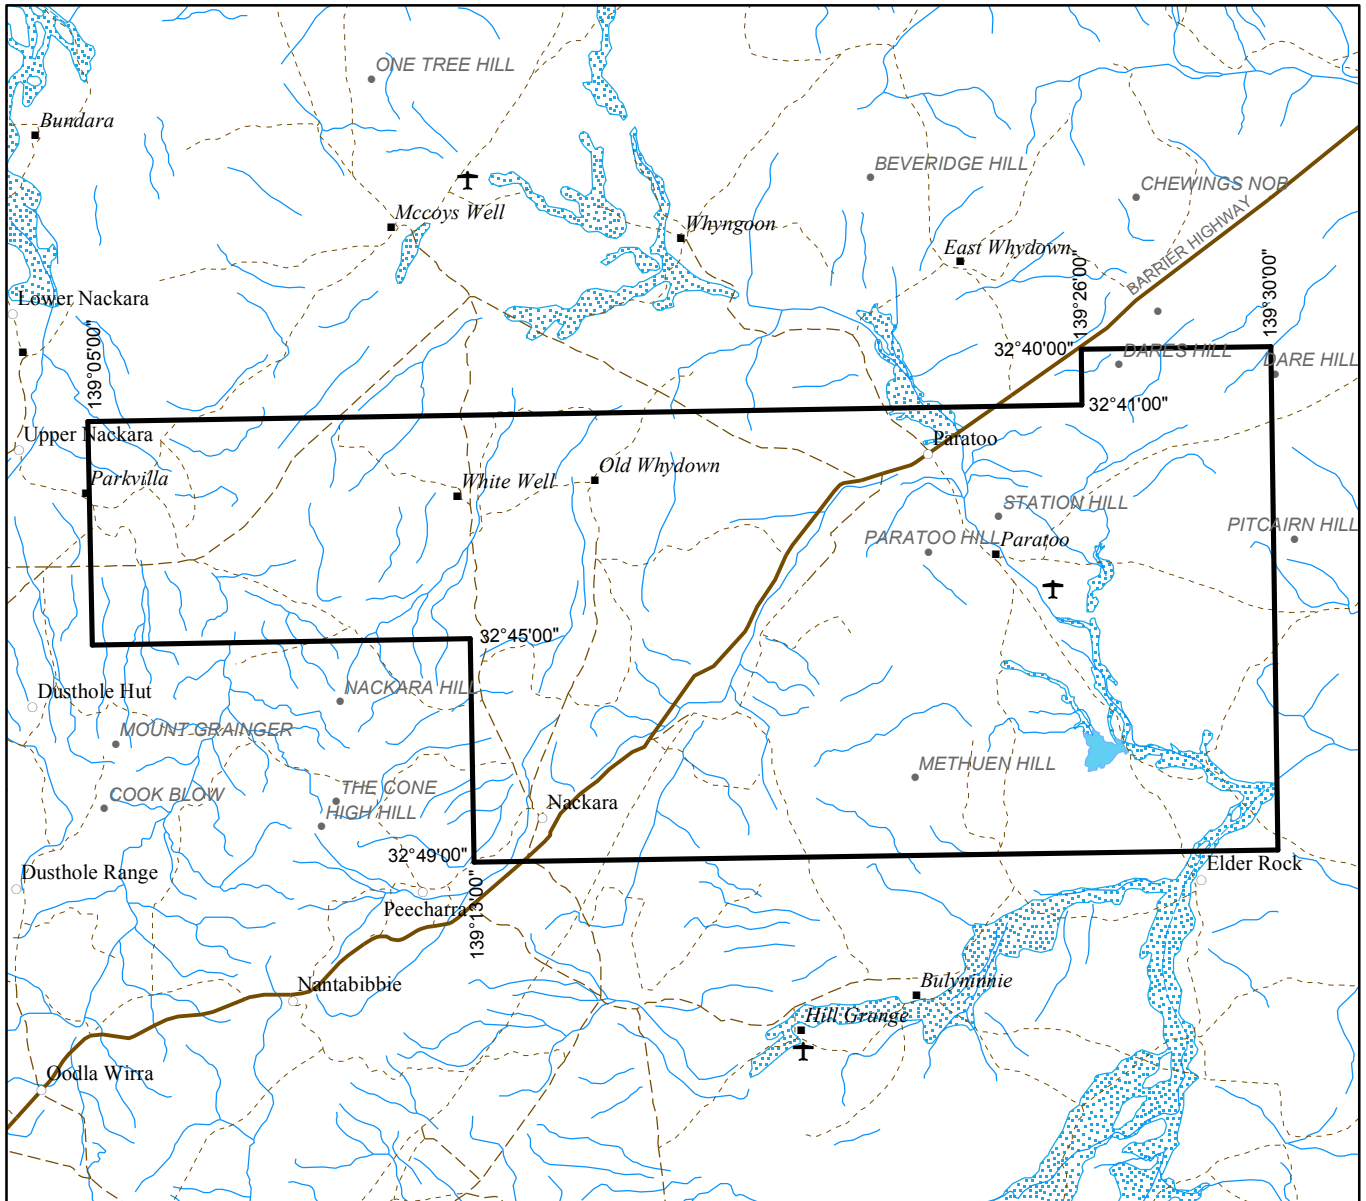 ONE TREE HILL
Bundara
BEVERIDGE HILL
CHEWINGS NOB
Mccoys Well
Whyngoon
BARRIER HIGHWAY
East Whydown
139°26'00"
139°30'00"
Lower Nackara
139°05'00"
32°40'00"
DARES HILL
DARE HILL
32°41'00"
Upper Nackara
Paratoo
Parkvilla
White Well
Old Whydown
STATION HILL
PARATOO HILL
Paratoo
PITCAIRN HILL
32°45'00"
Dusthole Hut
NACKARA HILL
MOUNT GRAINGER
METHUEN HILL
COOK BLOW
THE CONE
HIGH HILL
Nackara
32°49'00"
Dusthole Range
Elder Rock
Peecharra
139°13'00"
Nantabibbie
Bulyninnie
Hill Grange
Oodla Wirra